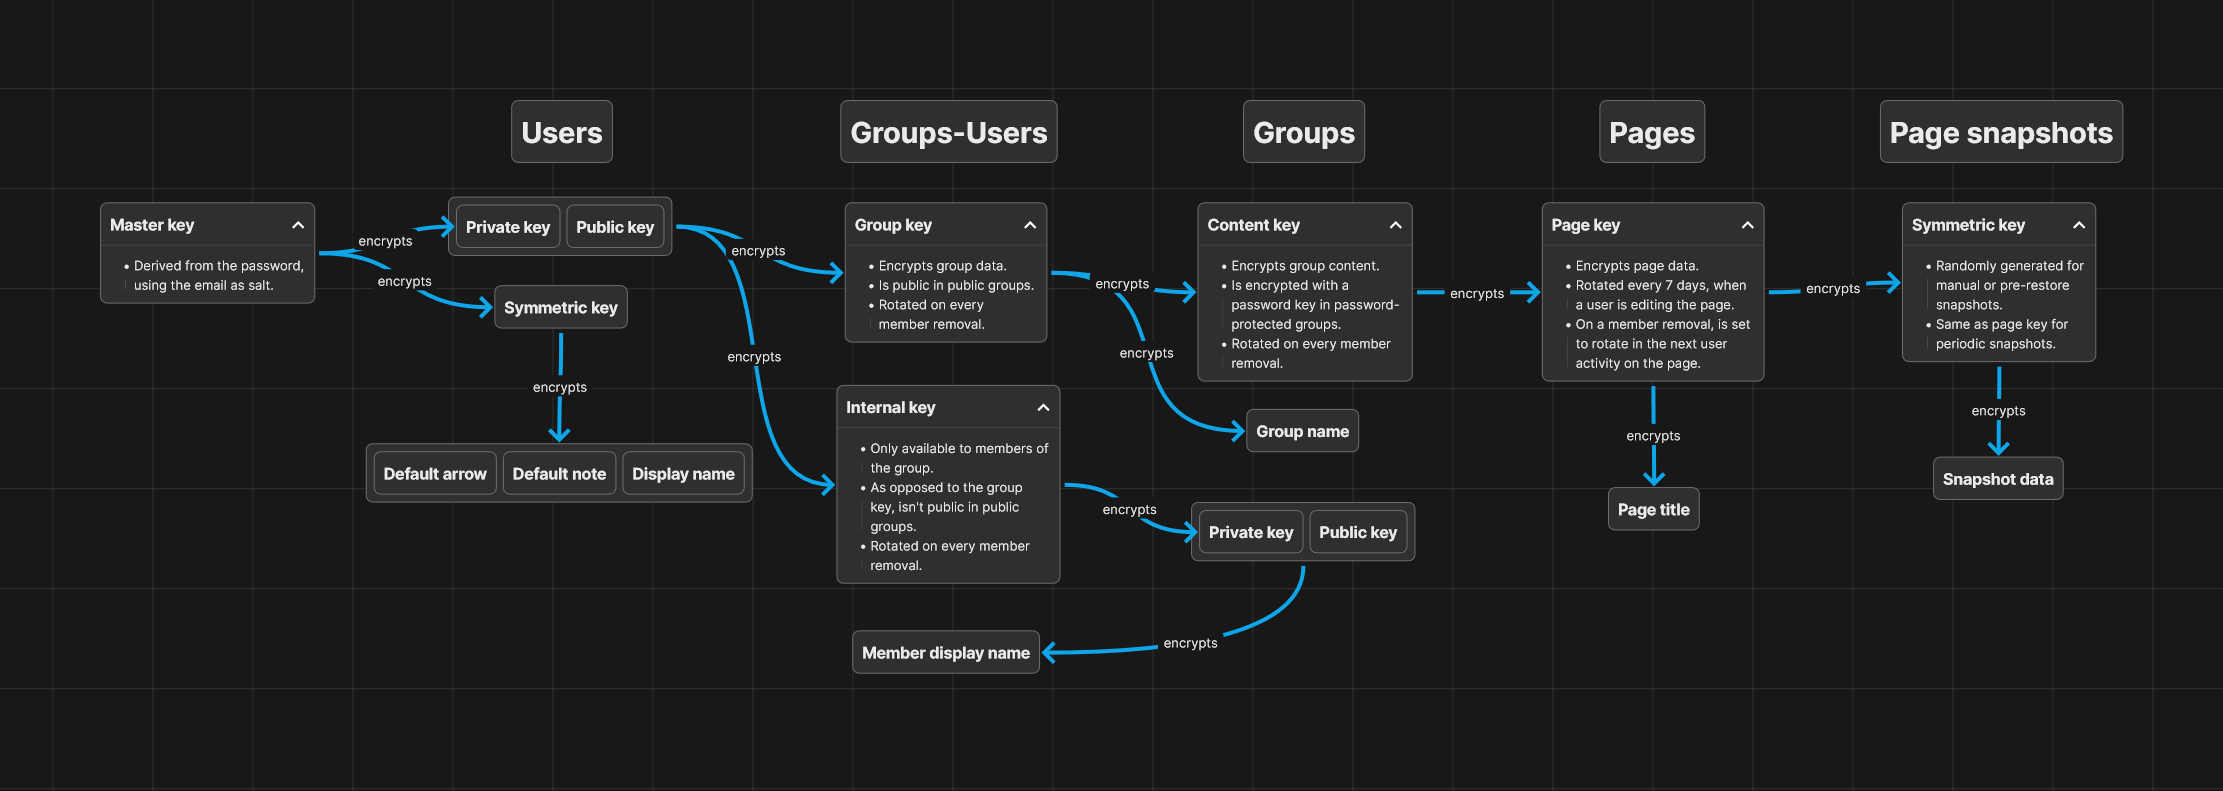 Users
Groups-Users
Groups
Pages
Page snapshots
Master key
Derived from the password,
using the email as salt.
encrypts
encrypts
Private key
Public key
Symmetric key
encrypts
Default arrow
Default note
Display name
encrypts
encrypts
Group key
Encrypts group data.
Is public in public groups.
Rotated on every
member removal.
Internal key
Only available to members of
the group.
As opposed to the group
key, isn't public in public
groups.
Rotated on every member
removal.
encrypts
encrypts
Content key
Encrypts group content.
Is encrypted with a
password key in password-
protected groups.
Rotated on every member
removal.
Group name
encrypts
Private key
Public key
encrypts
Member display name
encrypts
Page key
Encrypts page data.
Rotated every 7 days, when
a user is editing the page.
On a member removal, is set
to rotate in the next user
activity on the page.
encrypts
Page title
encrypts
Symmetric key
Randomly generated for
manual or pre-restore
snapshots.
Same as page key for
periodic snapshots.
encrypts
Snapshot data